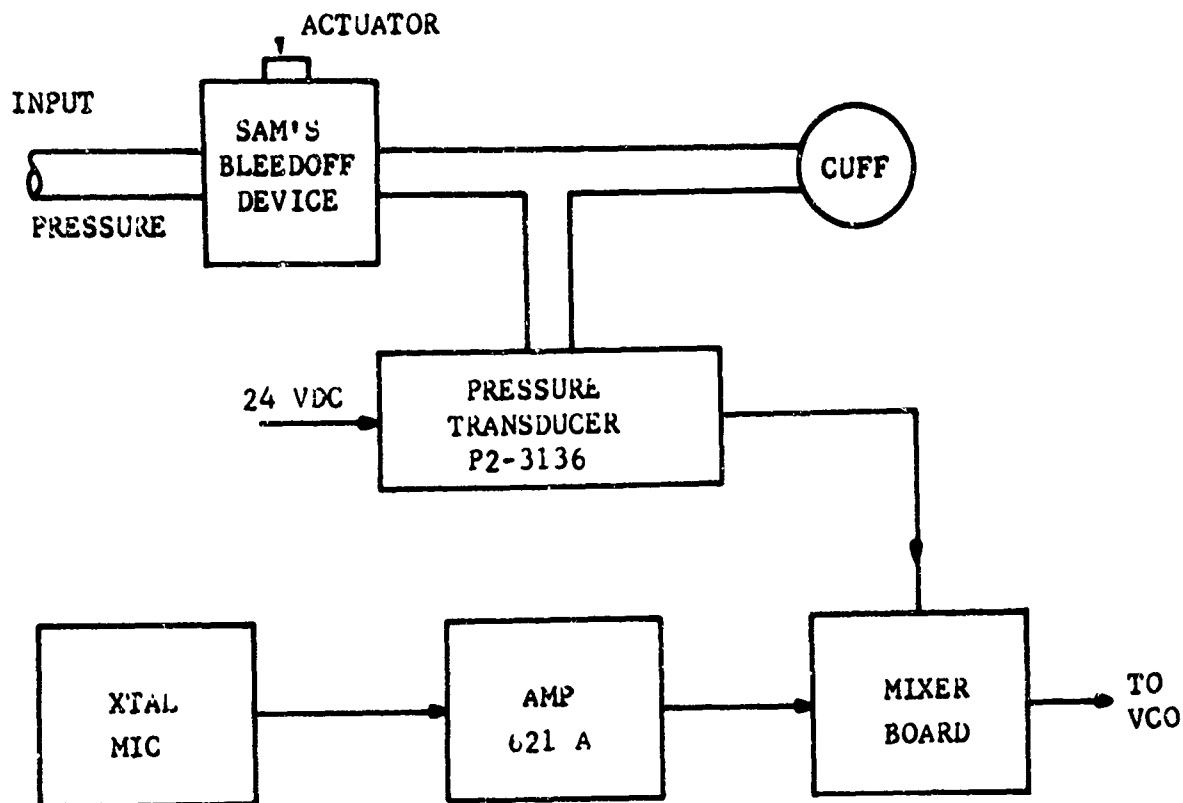 ACTUATOR
INPUT
PRESSURE
SAM'S
BLEEDOFF
DEVICE
CUFF
24 VDC
PRESSURE
TRANSDUCER
P2-3136
XTAL
MIC
AMP
621 A
MIXER
BOARD
TO
VCO